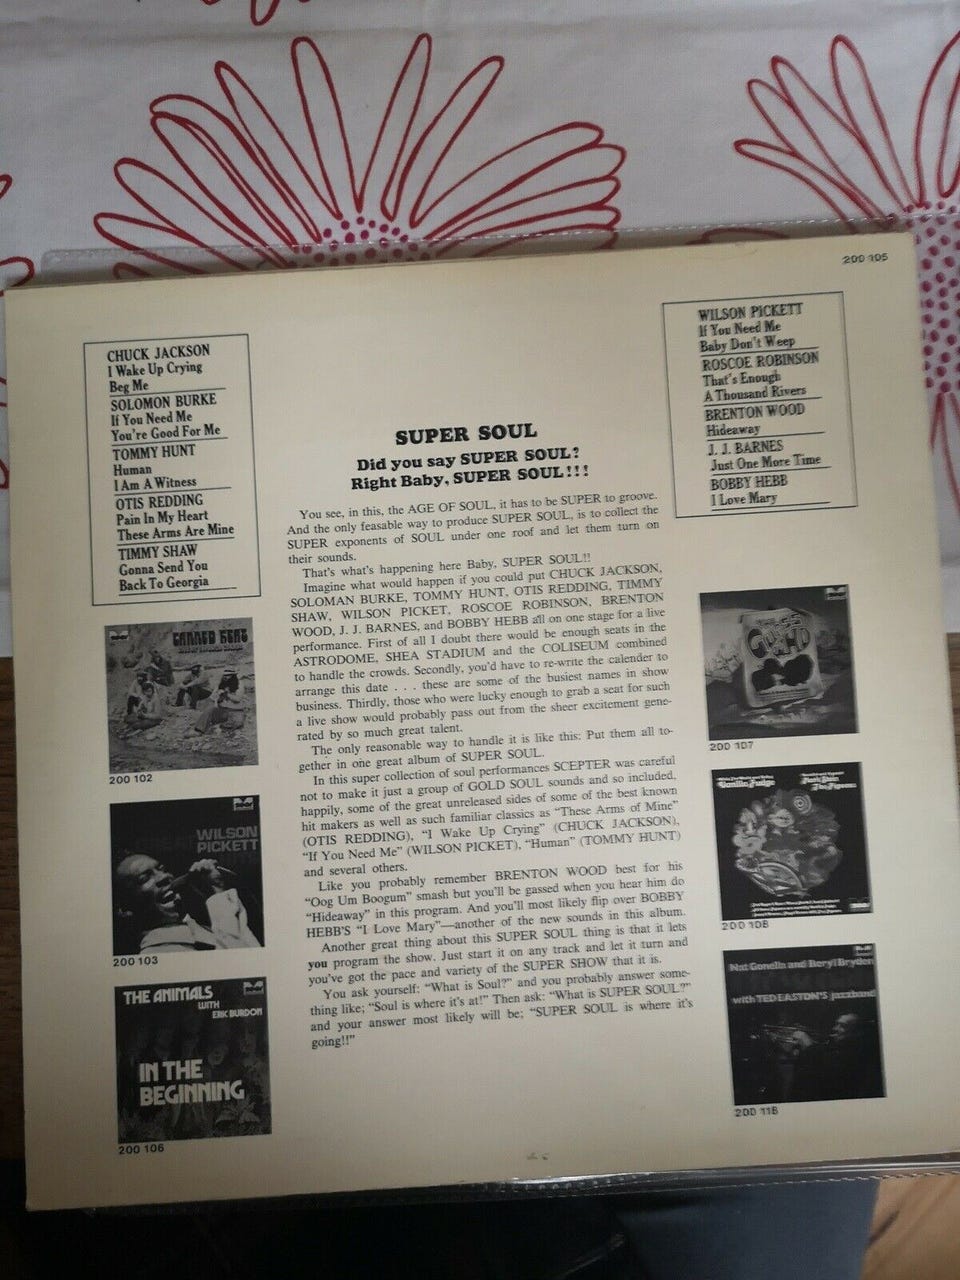 200 105
CHUCK JACKSON
I Wake Up Crying
Beg Me
SOLOMON BURKE
If You Need Me
You're Good For Me
TOMMY HUNT
Human
I Am A Witness
OTIS REDDING
Pain In My Heart
These Arms Are Mine
TIMMY SHAW
Gonna Send You
Back To Georgia
WILSON PICKETT
If You Need Me
Baby Don't Weep
ROSCOE ROBINSON
That's Enough
A Thousand Rivers
BRENTON WOOD
Hideaway
J. J. BARNES
Just One More Time
BOBBY HEBB
I Love Mary
SUPER SOUL
Did you say SUPER SOUL?
Right Baby, SUPER SOUL!!!
You see, in this, the AGE OF SOUL, it has to be SUPER to groove.
And the only feasable way to produce SUPER SOUL, is to collect the
SUPER exponents of SOUL under one roof and let them turn on
their sounds.
That's what's happening here Baby, SUPER SOUL!!
Imagine what would happen if you could put CHUCK JACKSON,
SOLOMAN BURKE, TOMMY HUNT, OTIS REDDING, TIMMY
SHAW, WILSON PICKET, ROSCOE ROBINSON, BRENTON
WOOD, J. J. BARNES, and BOBBY HEBB all on one stage for a live
performance. First of all I doubt there would be enough seats in the
ASTRODOME, SHEA STADIUM and the COLISEUM combined
to handle the crowds. Secondly, you'd have to re-write the calender to
arrange this date . . . these are some of the busiest names in show
business. Thirdly, those who were lucky enough to grab a seat for such
a live show would probably pass out from the sheer excitement gene-
rated by so much great talent.
The only reasonable way to handle it is like this: Put them all to-
gether in one great album of SUPER SOUL.
In this super collection of soul performances SCEPTER was careful
not to make it just a group of GOLD SOUL sounds and so included,
happily, some of the great unreleased sides of some of the best known
hit makers as well as such familiar classics as "These Arms of Mine"
(OTIS REDDING), "I Wake Up Crying" (CHUCK JACKSON),
"If You Need Me" (WILSON PICKET), "Human" (TOMMY HUNT)
and several others.
Like you probably remember BRENTON WOOD best for his
"Oog Um Boogum" smash but you'll be gassed when you hear him do
"Hideaway" in this program. And you'll most likely flip over BOBBY
HEBB'S "I Love Mary"—another of the new sounds in this album.
Another great thing about this SUPER SOUL thing is that it lets
you program the show. Just start it on any track and let it turn and
you've got the pace and variety of the SUPER SHOW that it is.
You ask yourself: "What is Soul?" and you probably answer some-
thing like; "Soul is where it's at!" Then ask: "What is SUPER SOUL?"
and your answer most likely will be; "SUPER SOUL is where it's
going!!"
CANNED HEAT
200 102
WILSON
PICKETT
200 103
THE ANIMALS
WITH
ERIC BURDON
IN THE
BEGINNING
200 106
200 107
Vanilla Fudge
The Pigeons
200 108
Nat Gonella and Beryl Bryden
with TED EASTON'S jazzband
200 118